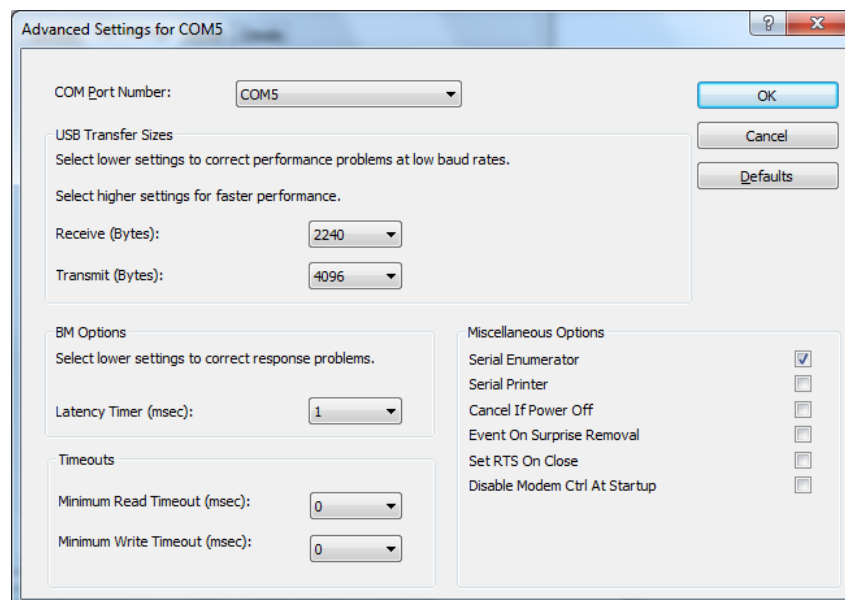 Advanced Settings for COM5
COM Port Number:
COM5
OK
Cancel
Defaults
USB Transfer Sizes
Select lower settings to correct performance problems at low baud rates.
Select higher settings for faster performance.
Receive (Bytes):
2240
Transmit (Bytes):
4096
BM Options
Select lower settings to correct response problems.
Latency Timer (msec):
1
Timeouts
Minimum Read Timeout (msec):
0
Minimum Write Timeout (msec):
0
Miscellaneous Options
Serial Enumerator
Serial Printer
Cancel If Power Off
Event On Surprise Removal
Set RTS On Close
Disable Modem Ctrl At Startup